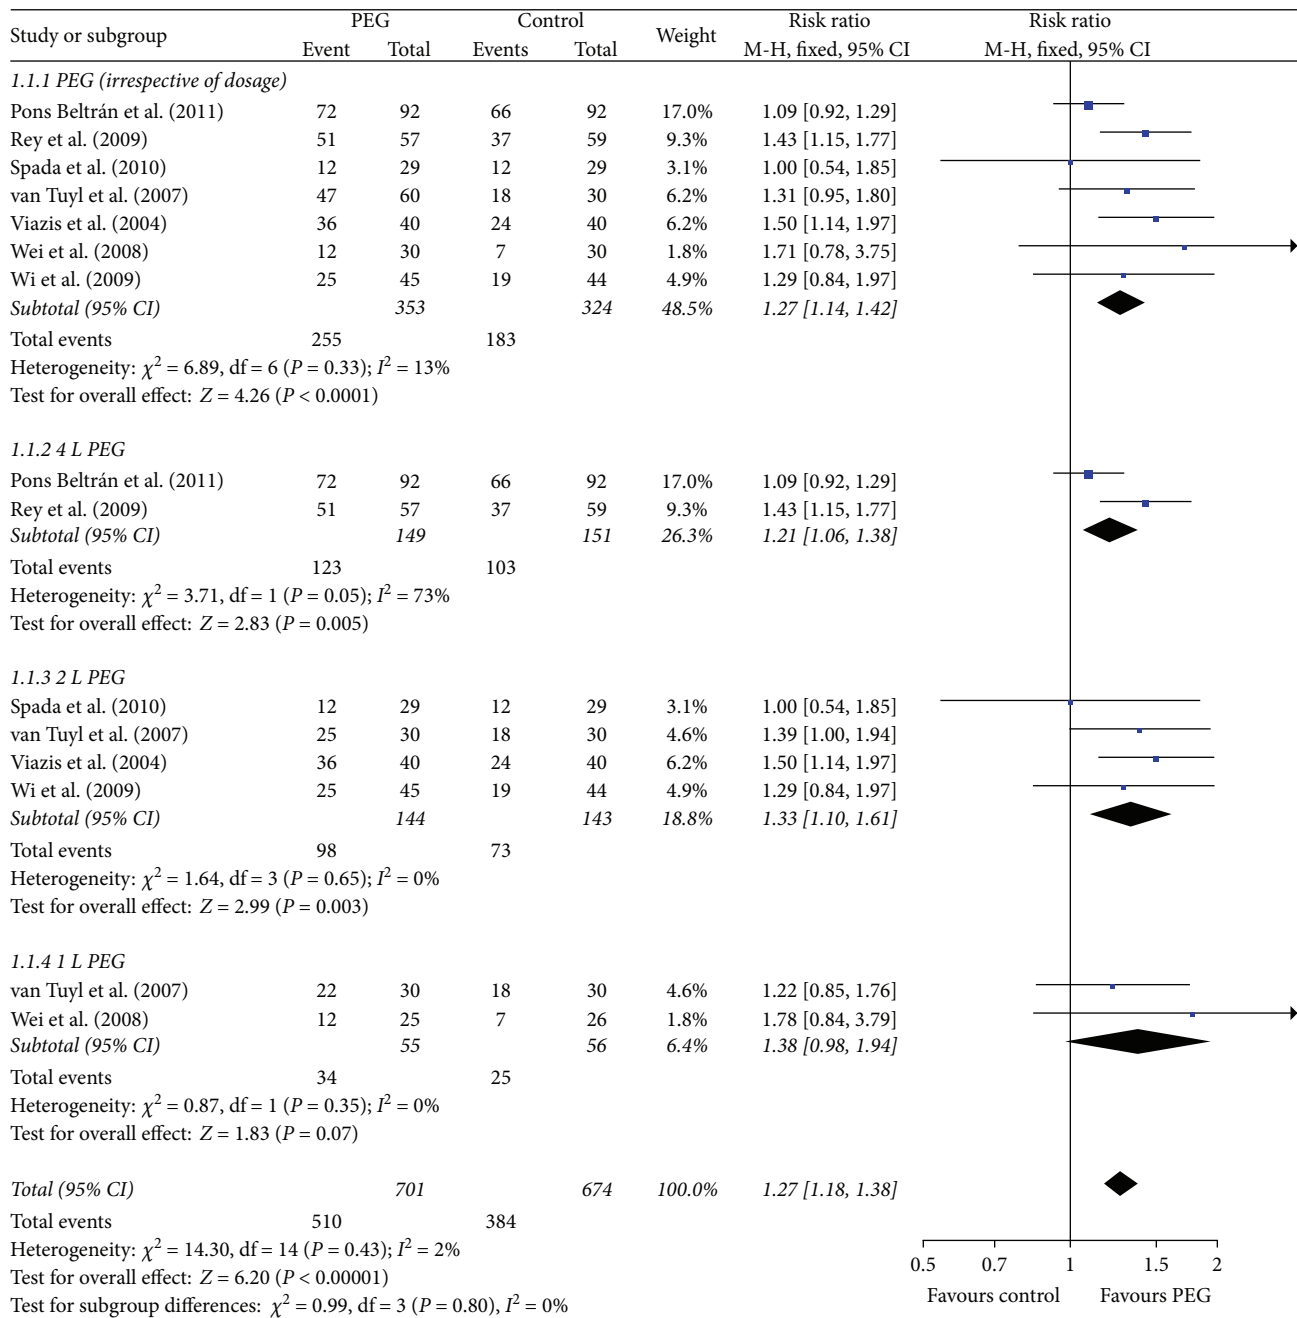 PEG Control Risk ratio Risk ratio
Study or subgroup Weight
Event Total Events Total M-H, fixed, 95% CI M-H, fixed, 95% CI
1.1.1 PEG (irrespective of dosage)
Pons Beltrán et al. (2011) 72 92 66 92 17.0% 1.09 [0.92, 1.29]
Rey et al. (2009) 51 57 37 59 9.3% 1.43 [1.15, 1.77]
Spada et al. (2010) 12 29 12 29 3.1% 1.00 [0.54, 1.85]
van Tuyl et al. (2007) 47 60 18 30 6.2% 1.31 [0.95, 1.80]
Viazis et al. (2004) 36 40 24 40 6.2% 1.50 [1.14, 1.97]
Wei et al. (2008) 12 30 7 30 1.8% 1.71 [0.78, 3.75]
Wi et al. (2009) 25 45 19 44 4.9% 1.29 [0.84, 1.97]
Subtotal (95% CI) 353 324 48.5% 1.27 [1.14, 1.42]
Total events 255 183
Heterogeneity: χ² = 6.89, df = 6 (P = 0.33); I² = 13%
Test for overall effect: Z = 4.26 (P < 0.0001)
1.1.2 4 L PEG
Pons Beltrán et al. (2011) 72 92 66 92 17.0% 1.09 [0.92, 1.29]
Rey et al. (2009) 51 57 37 59 9.3% 1.43 [1.15, 1.77]
Subtotal (95% CI) 149 151 26.3% 1.21 [1.06, 1.38]
Total events 123 103
Heterogeneity: χ² = 3.71, df = 1 (P = 0.05); I² = 73%
Test for overall effect: Z = 2.83 (P = 0.005)
1.1.3 2 L PEG
Spada et al. (2010) 12 29 12 29 3.1% 1.00 [0.54, 1.85]
van Tuyl et al. (2007) 25 30 18 30 4.6% 1.39 [1.00, 1.94]
Viazis et al. (2004) 36 40 24 40 6.2% 1.50 [1.14, 1.97]
Wi et al. (2009) 25 45 19 44 4.9% 1.29 [0.84, 1.97]
Subtotal (95% CI) 144 143 18.8% 1.33 [1.10, 1.61]
Total events 98 73
Heterogeneity: χ² = 1.64, df = 3 (P = 0.65); I² = 0%
Test for overall effect: Z = 2.99 (P = 0.003)
1.1.4 1 L PEG
van Tuyl et al. (2007) 22 30 18 30 4.6% 1.22 [0.85, 1.76]
Wei et al. (2008) 12 25 7 26 1.8% 1.78 [0.84, 3.79]
Subtotal (95% CI) 55 56 6.4% 1.38 [0.98, 1.94]
Total events 34 25
Heterogeneity: χ² = 0.87, df = 1 (P = 0.35); I² = 0%
Test for overall effect: Z = 1.83 (P = 0.07)
Total (95% CI) 701 674 100.0% 1.27 [1.18, 1.38]
Total events 510 384
Heterogeneity: χ² = 14.30, df = 14 (P = 0.43); I² = 2%
Test for overall effect: Z = 6.20 (P < 0.00001)
Test for subgroup differences: χ² = 0.99, df = 3 (P = 0.80), I² = 0%
0.5 0.7 1 1.5 2
Favours control Favours PEG